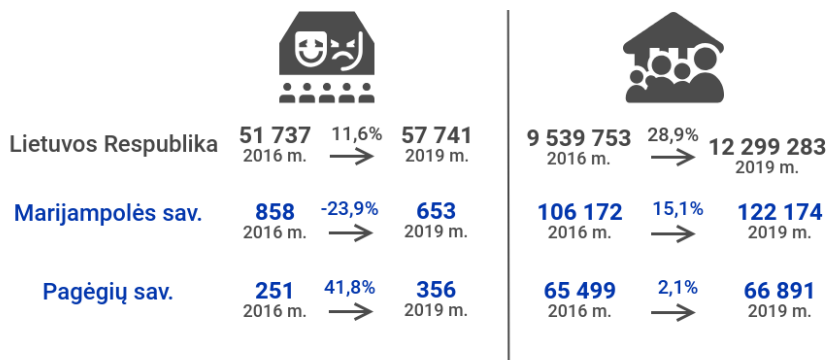 Lietuvos Respublika 51 737 11,6% 57 741 9 539 753 28,9% 12 299 283
2016 m. 2019 m. 2016 m. 2019 m.
Marijampolės sav. 858 -23,9% 653 106 172 15,1% 122 174
2016 m. 2019 m. 2016 m. 2019 m.
Pagėgių sav. 251 41,8% 356 65 499 2,1% 66 891
2016 m. 2019 m. 2016 m. 2019 m.